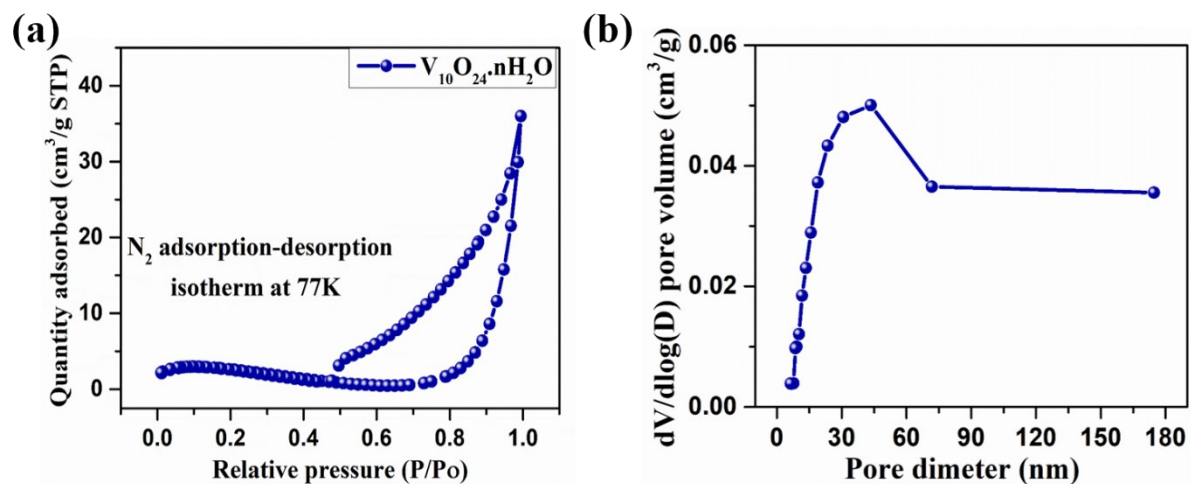 (a)
Quantity adsorbed (cm³/g STP)
40
30
20
10
0
V₁₀O₂₄.nH₂O
N₂ adsorption-desorption
isotherm at 77K
0.0 0.2 0.4 0.6 0.8 1.0
Relative pressure (P/Po)
(b)
dV/dlog(D) pore volume (cm³/g)
0.06
0.04
0.02
0.00
0 30 60 90 120 150 180
Pore dimeter (nm)